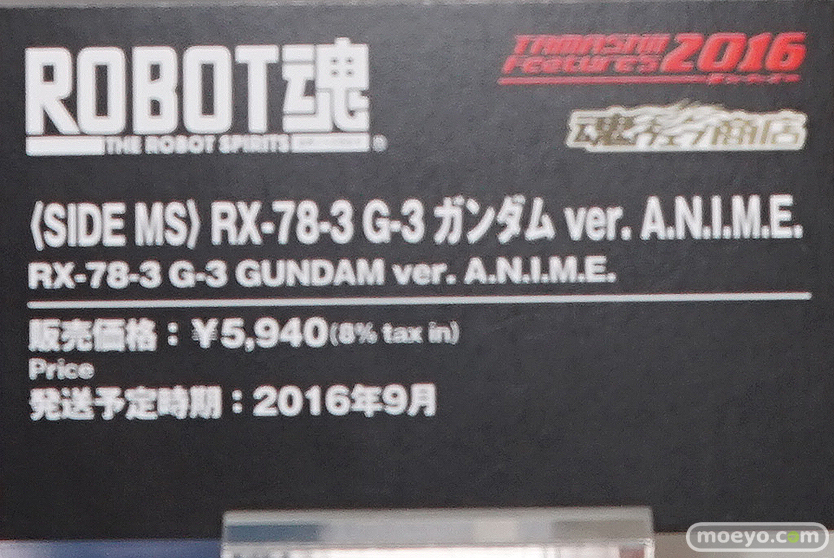 ROBOT魂
THE ROBOT SPIRITS
®
TAMASHII
Features 2016
魂ウェブ商店
〈SIDE MS〉 RX-78-3 G-3 ガンダム ver. A.N.I.M.E.
RX-78-3 G-3 GUNDAM ver. A.N.I.M.E.
販売価格：￥5,940(8% tax in)
Price
発送予定時期：2016年9月
moeyo.com